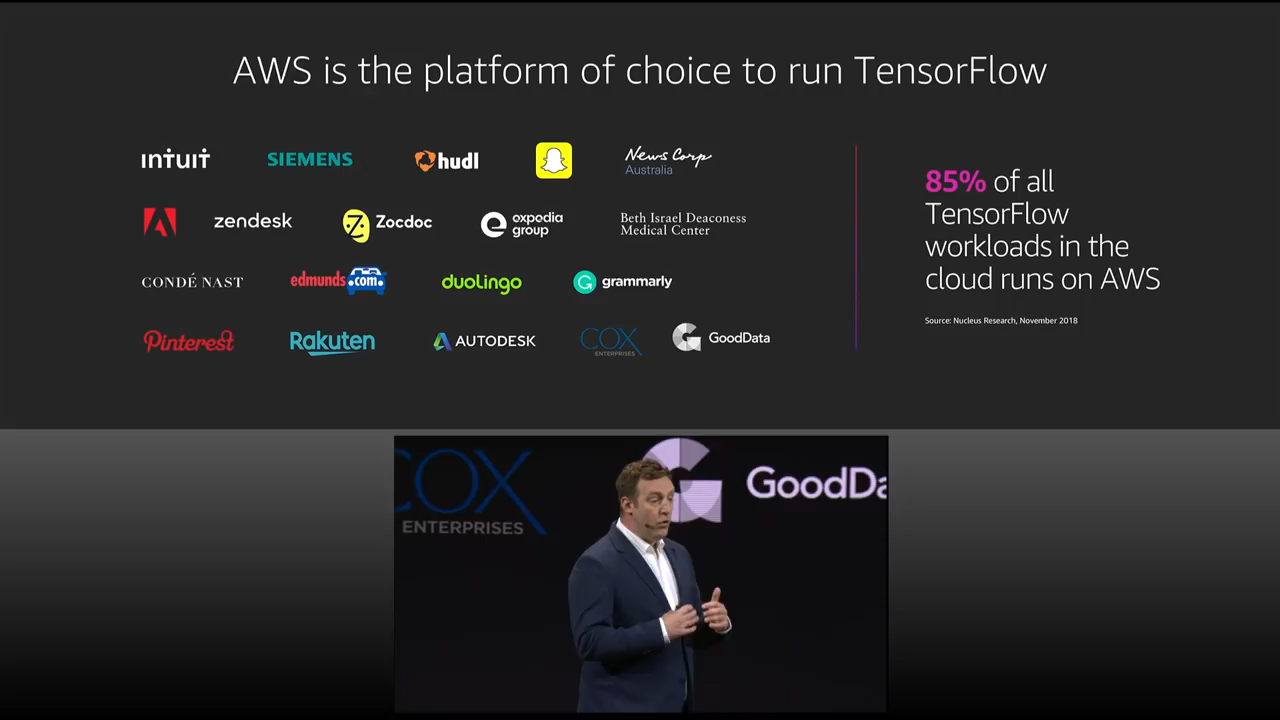 AWS is the platform of choice to run TensorFlow
intuit SIEMENS hudl News Corp
Australia
zendesk Zocdoc expedia
group
Beth Israel Deaconess
Medical Center
CONDÉ NAST edmunds.com duolingo grammarly
Pinterest Rakuten AUTODESK COX
ENTERPRISES
GoodData
85% of all
TensorFlow
workloads in the
cloud runs on AWS
Source: Nucleus Research, November 2018
COX
ENTERPRISES
GoodDa